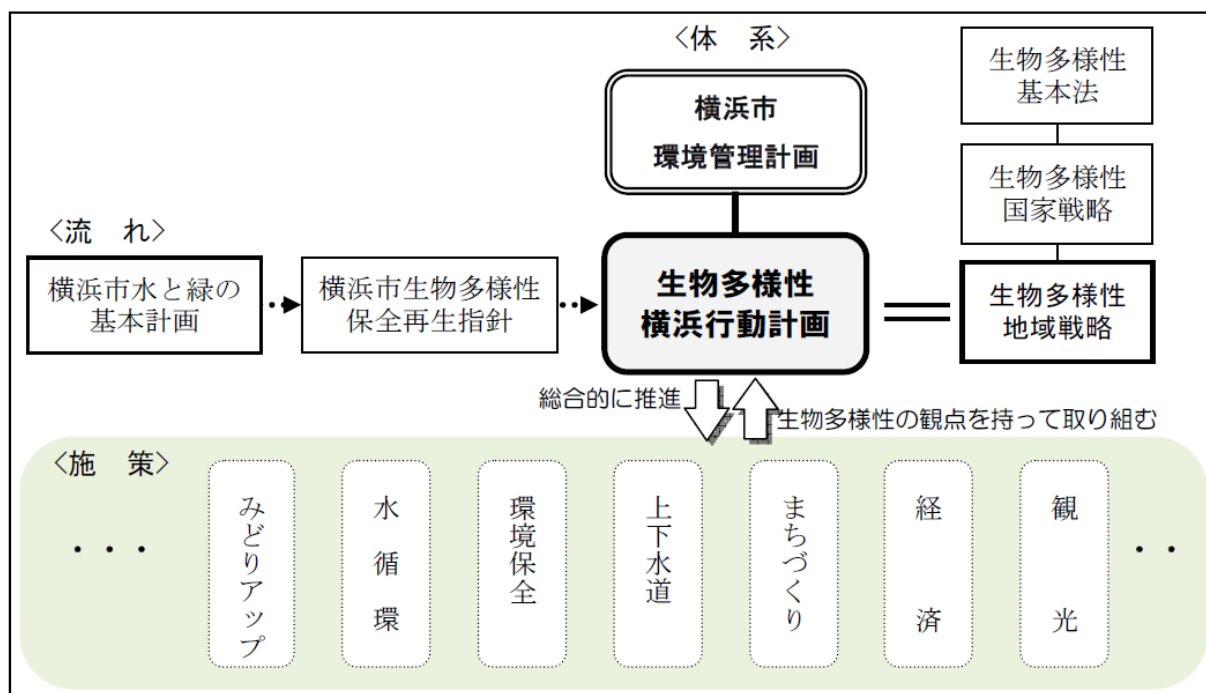 〈体　系〉
横浜市
環境管理計画
生物多様性
基本法
生物多様性
国家戦略
〈流　れ〉
横浜市水と緑の
基本計画
横浜市生物多様性
保全再生指針
生物多様性
横浜行動計画
生物多様性
地域戦略
総合的に推進
生物多様性の観点を持って取り組む
〈施　策〉
・・・
みどりアップ
水循環
環境保全
上下水道
まちづくり
経済
観光
・・